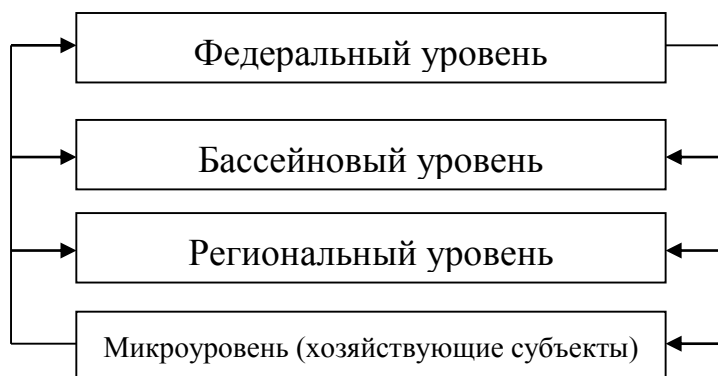 Федеральный уровень
Бассейновый уровень
Региональный уровень
Микроуровень (хозяйствующие субъекты)